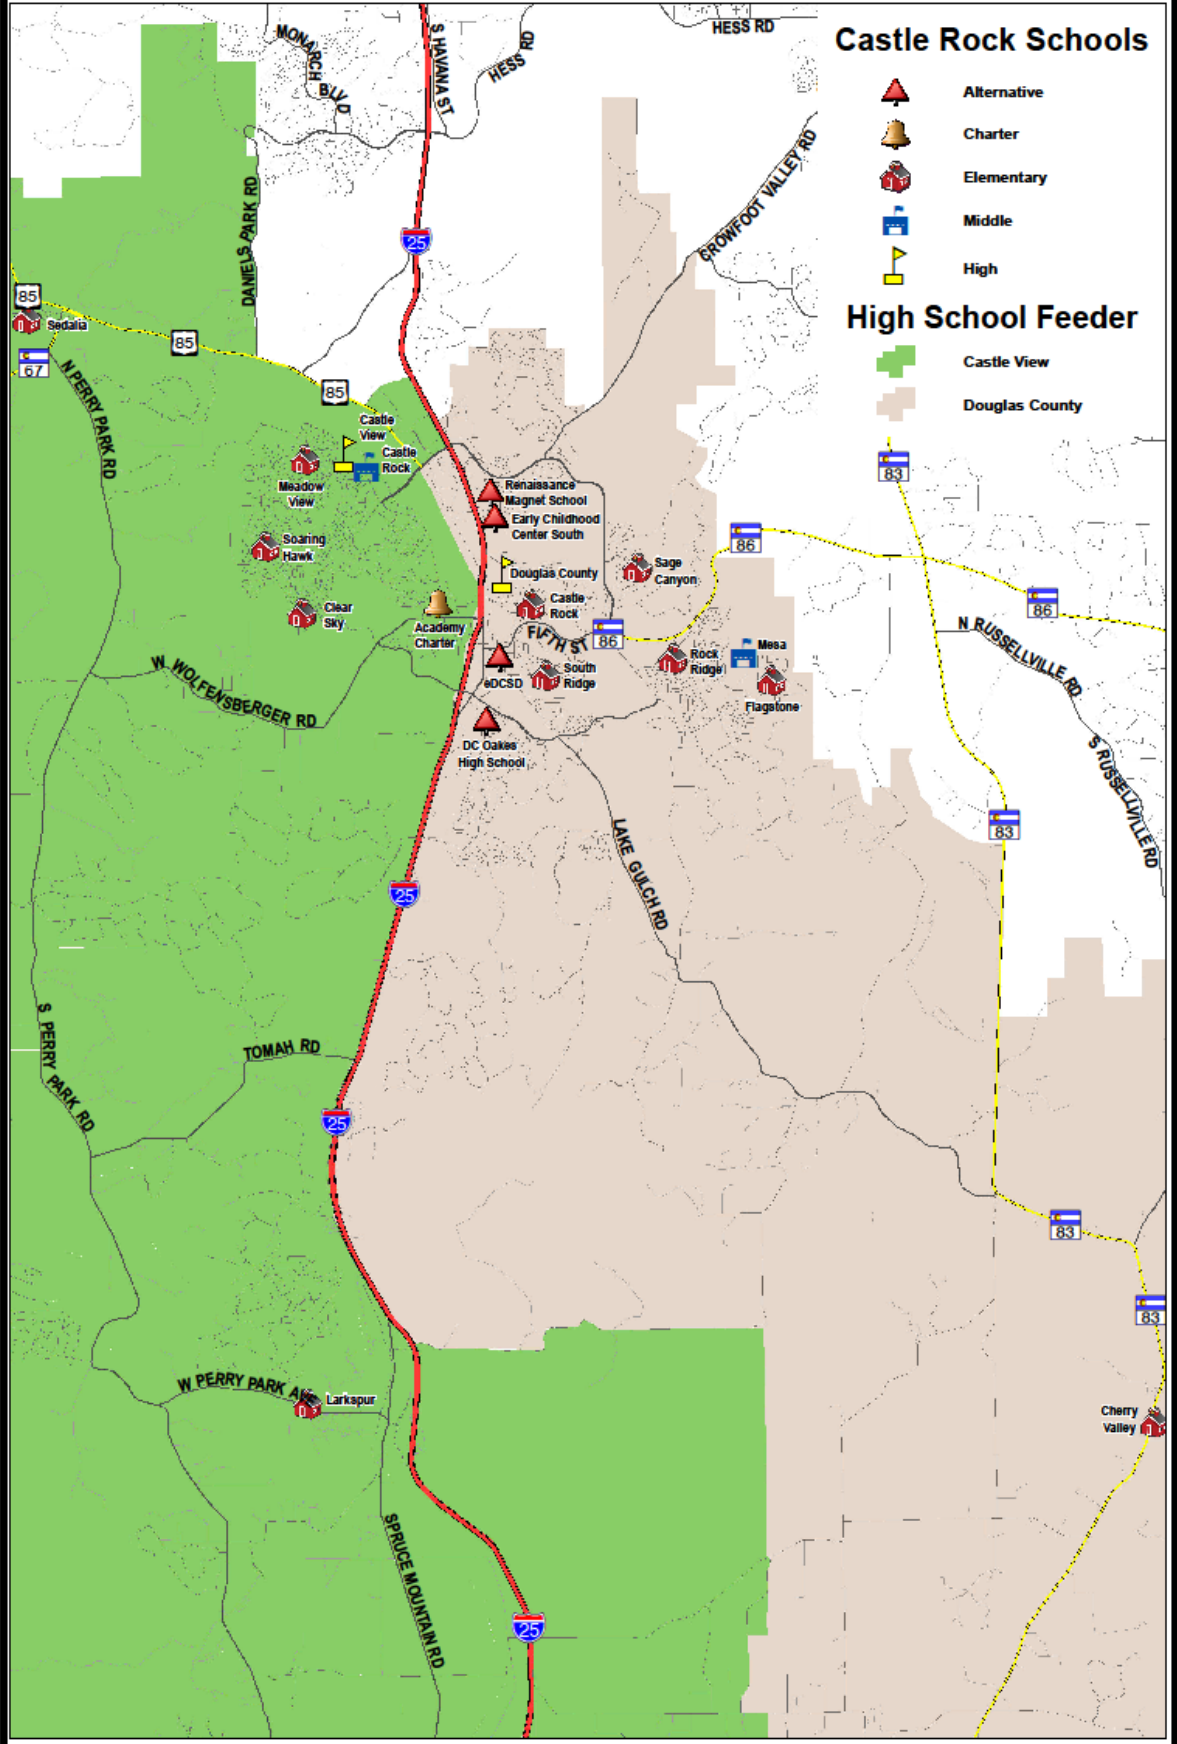 Castle Rock Schools
Alternative
Charter
Elementary
Middle
High
High School Feeder
Castle View
Douglas County
HESS RD
S HAVANA ST
HESS RD
MONARCH BLVD
CROWFOOT VALLEY RD
DANIELS PARK RD
25
85
Sedalia
67
85
N PERRY PARK RD
85
Castle
View
Castle
Rock
Meadow
View
83
Renaissance
Magnet School
Early Childhood
Center South
86
Soaring
Hawk
Douglas County
Sage
Canyon
86
Clear
Sky
Academy
Charter
Castle
Rock
FIFTH ST
86
N RUSSELLVILLE RD
W WOLFENSBERGER RD
eDCSD
South
Ridge
Rock
Ridge
Mesa
Flagstone
DC Oakes
High School
S RUSSELLVILLE RD
83
LAKE GULCH RD
25
S PERRY PARK RD
TOMAH RD
25
83
83
W PERRY PARK AVE
Larkspur
Cherry
Valley
SPRUCE MOUNTAIN RD
25